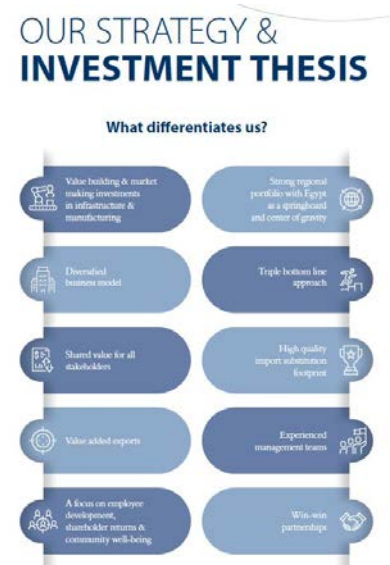 OUR STRATEGY &
INVESTMENT THESIS
What differentiates us?
Value building & market
making investments
in infrastructure &
manufacturing
Strong regional
portfolio with Egypt
as a springboard
and center of gravity
Diversified
business model
Triple bottom line
approach
Shared value for all
stakeholders
High quality
import substitution
footprint
Value added exports
Experienced
management teams
A focus on employee
development,
shareholder returns &
community well-being
Win-win
partnerships